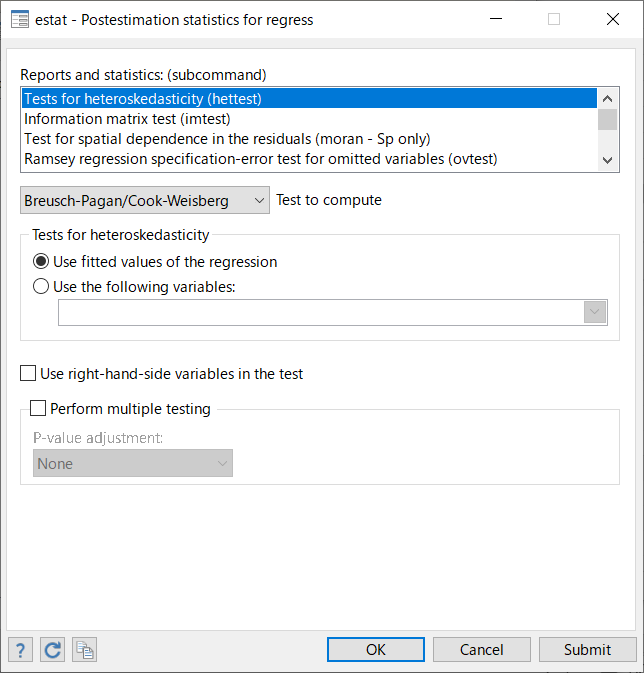 estat - Postestimation statistics for regress
Reports and statistics: (subcommand)
Tests for heteroskedasticity (hettest)
Information matrix test (imtest)
Test for spatial dependence in the residuals (moran - Sp only)
Ramsey regression specification-error test for omitted variables (ovtest)
Breusch-Pagan/Cook-Weisberg Test to compute
Tests for heteroskedasticity
Use fitted values of the regression
Use the following variables:
Use right-hand-side variables in the test
Perform multiple testing
P-value adjustment:
None
? OK Cancel Submit